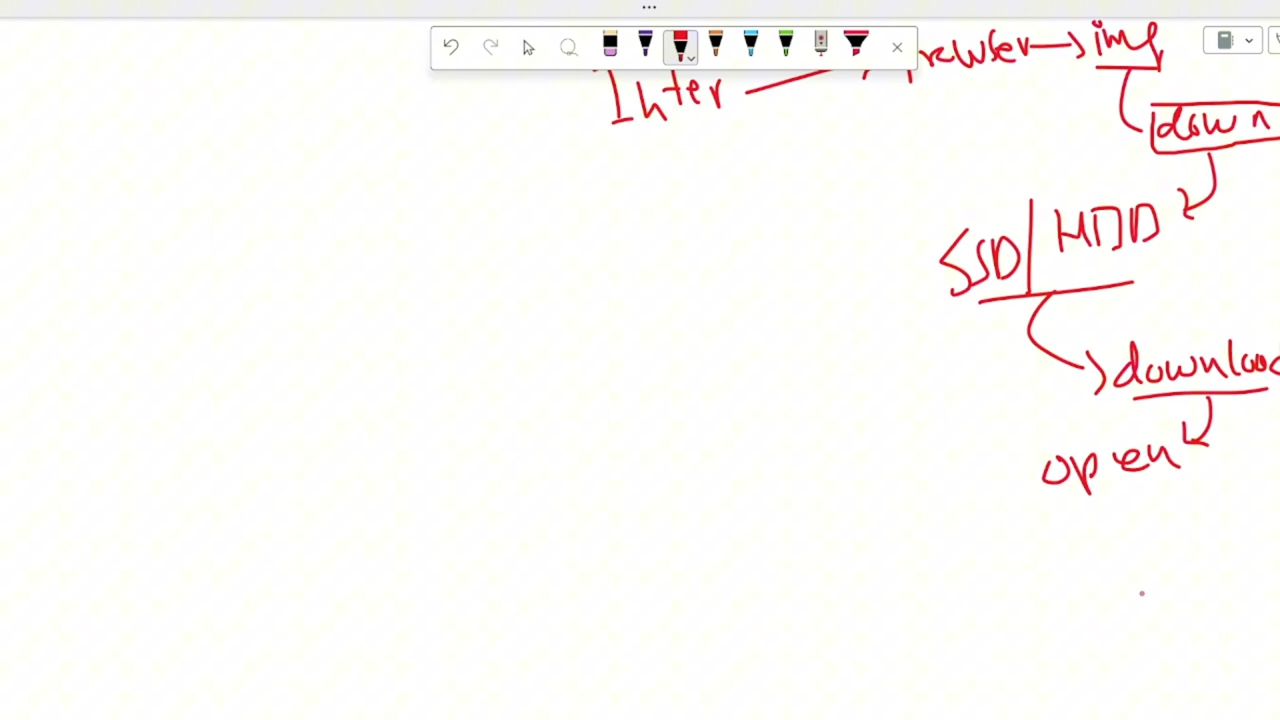 Inter rowser img
down
SSD | HDD
download
open